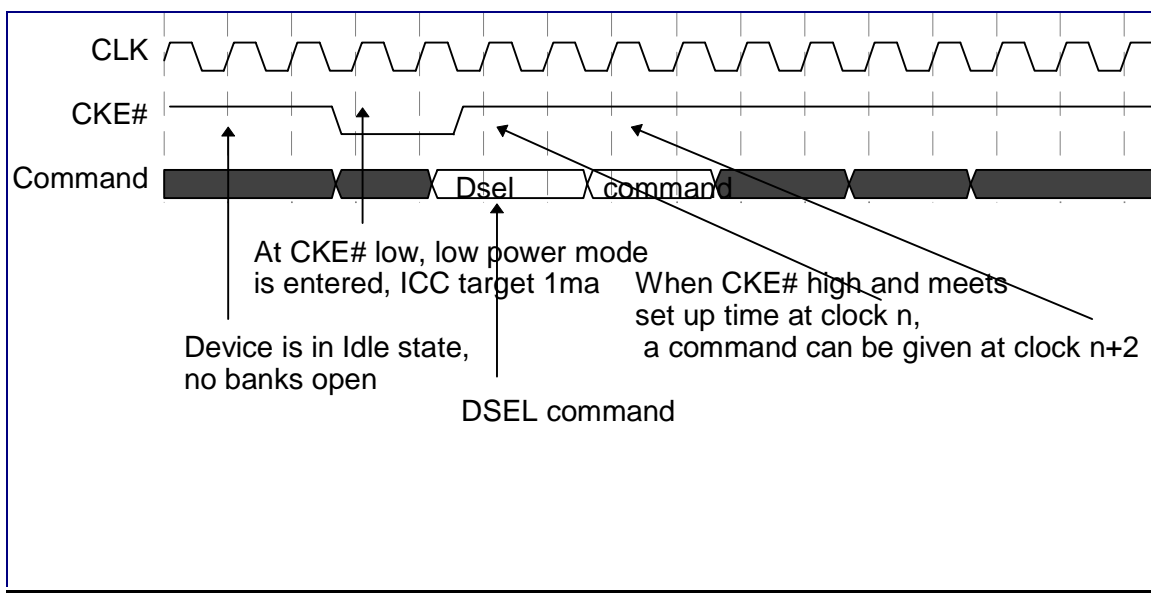 CLK
CKE#
Command
Dsel
command
At CKE# low, low power mode
is entered, ICC target 1ma
When CKE# high and meets
set up time at clock n,
a command can be given at clock n+2
Device is in Idle state,
no banks open
DSEL command